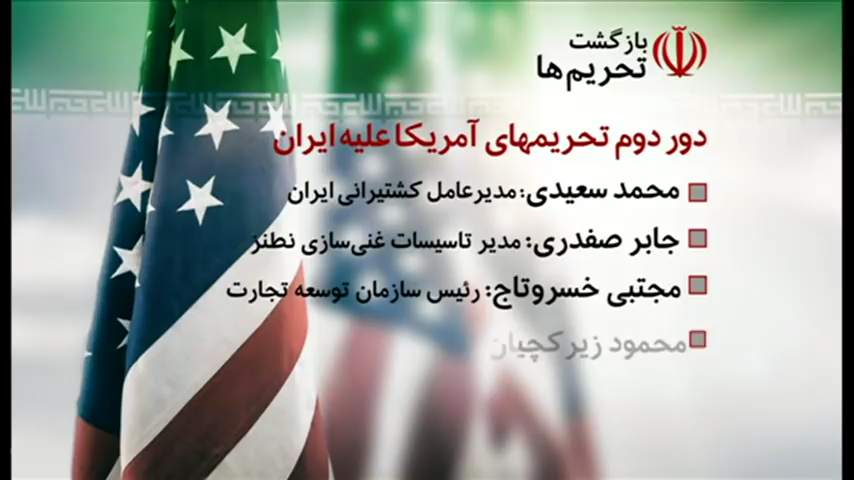 بازگشت
تحریم‌ها
دور دوم تحریمهای آمریکا علیه ایران
محمد سعیدی: مدیرعامل کشتیرانی ایران
جابر صفدری: مدیر تاسیسات غنی‌سازی نطنز
مجتبی خسروتاج: رئیس سازمان توسعه تجارت
محمود زیرکچیان